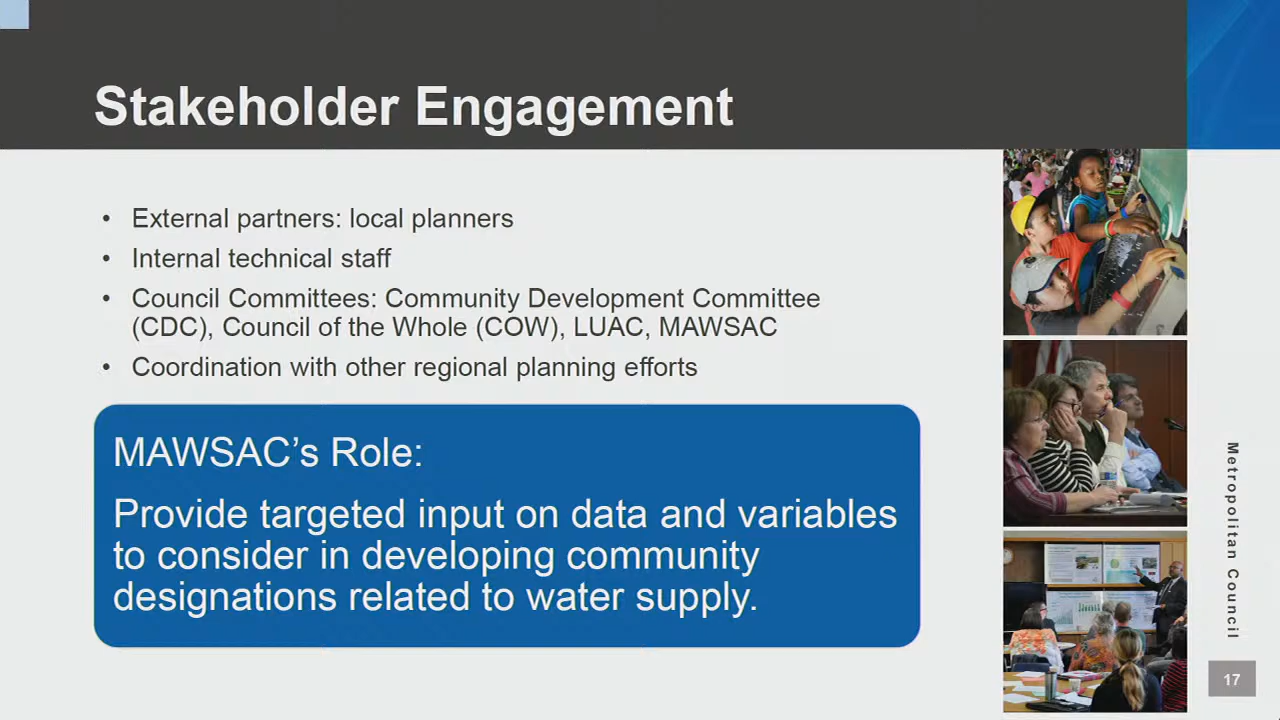 Stakeholder Engagement
• External partners: local planners
• Internal technical staff
• Council Committees: Community Development Committee
(CDC), Council of the Whole (COW), LUAC, MAWSAC
• Coordination with other regional planning efforts
MAWSAC’s Role:
Provide targeted input on data and variables
to consider in developing community
designations related to water supply.
Metropolitan Council
17